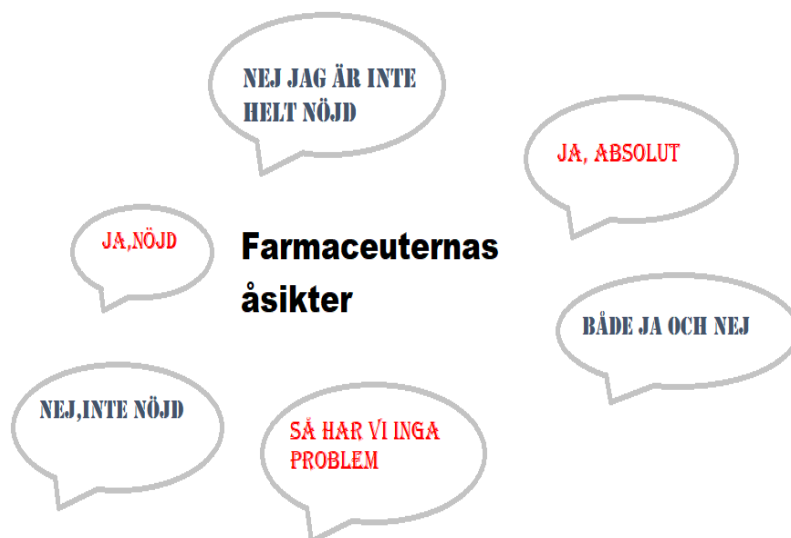 NEJ JAG ÄR INTE
HELT NÖJD
JA, ABSOLUT
JA,NÖJD
Farmaceuternas
åsikter
BÅDE JA OCH NEJ
NEJ,INTE NÖJD
SÅ HAR VI INGA
PROBLEM